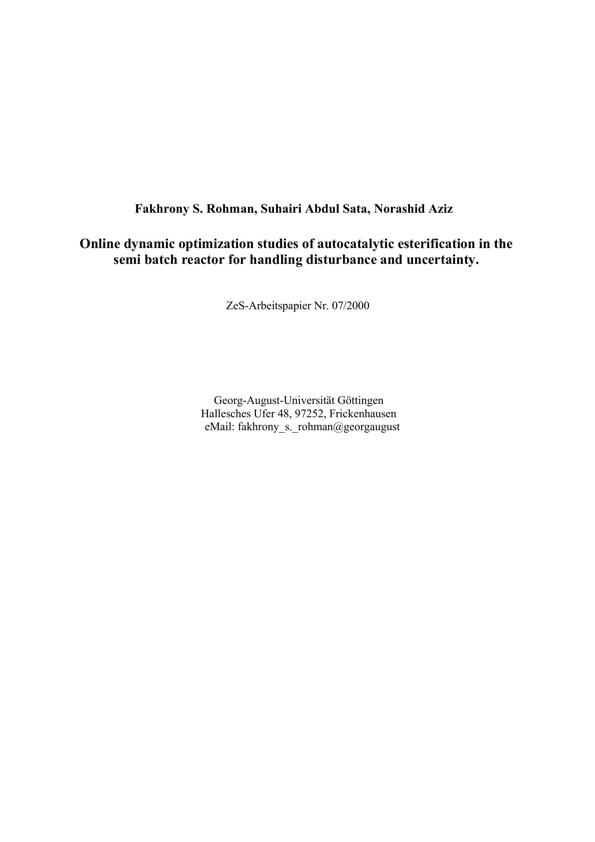 Fakhrony S. Rohman, Suhairi Abdul Sata, Norashid Aziz
Online dynamic optimization studies of autocatalytic esterification in the
semi batch reactor for handling disturbance and uncertainty.
ZeS-Arbeitspapier Nr. 07/2000
Georg-August-Universität Göttingen
Hallesches Ufer 48, 97252, Frickenhausen
eMail: fakhrony_s._rohman@georgaugust